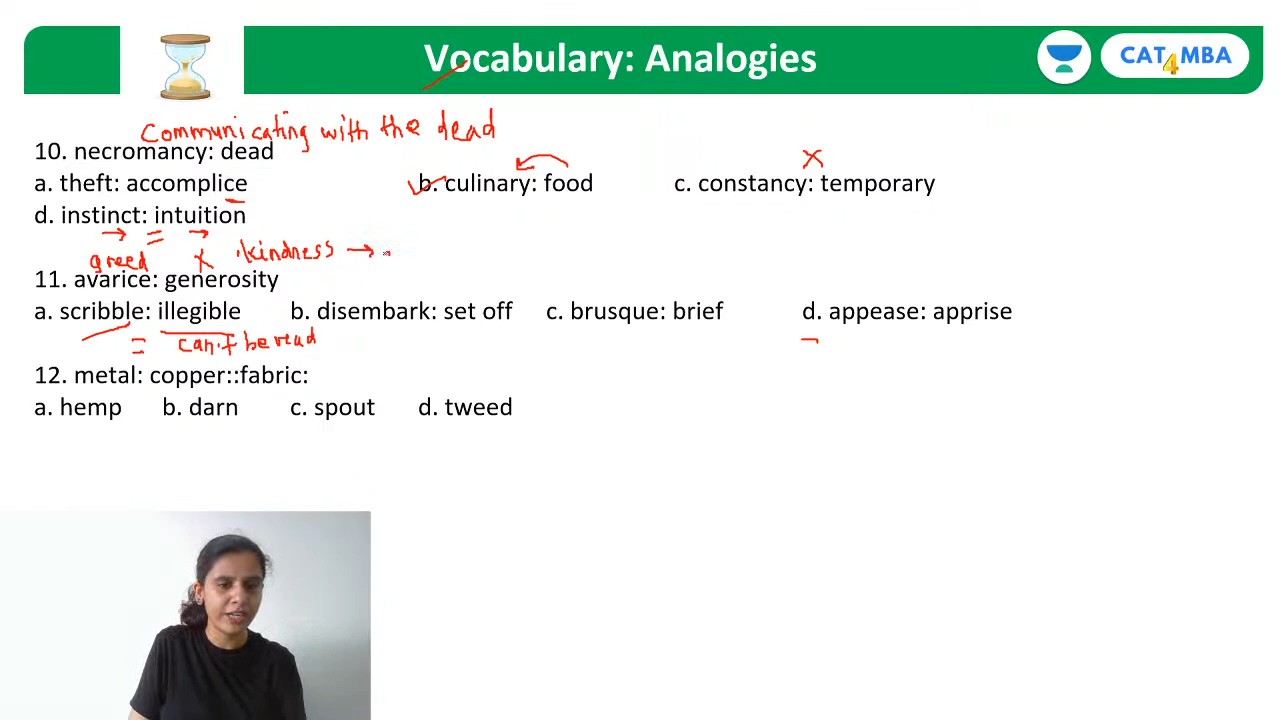 Vocabulary: Analogies
CAT4MBA
communicating with the dead
10. necromancy: dead
a. theft: accomplice b. culinary: food c. constancy: temporary
d. instinct: intuition
greed x kindness →
11. avarice: generosity
a. scribble: illegible b. disembark: set off c. brusque: brief d. appease: apprise
= can't be read
12. metal: copper::fabric:
a. hemp b. darn c. spout d. tweed